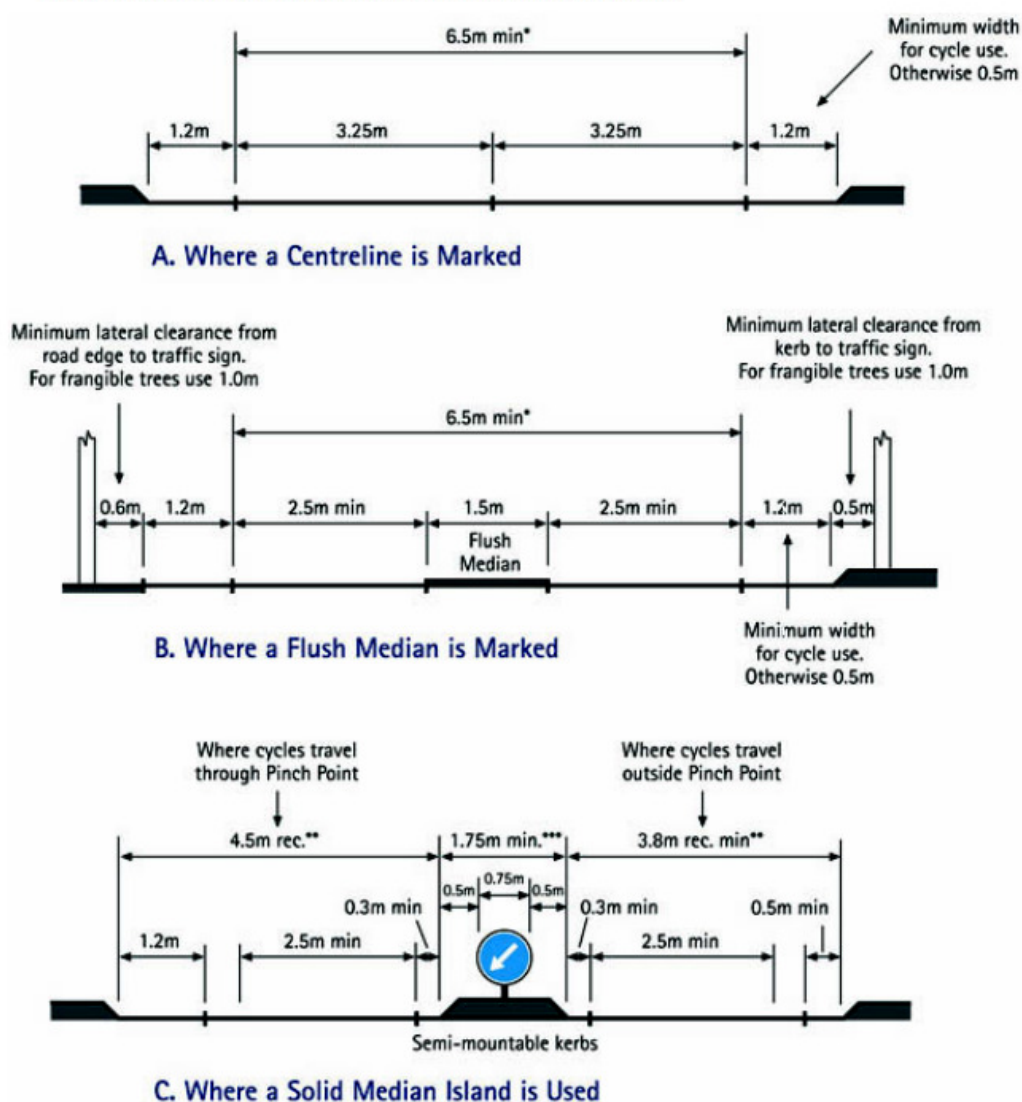 6.5m min*
Minimum width
for cycle use.
Otherwise 0.5m
1.2m
3.25m
3.25m
1.2m
A. Where a Centreline is Marked
Minimum lateral clearance from
road edge to traffic sign.
For frangible trees use 1.0m
Minimum lateral clearance from
kerb to traffic sign.
For frangible trees use 1.0m
6.5m min*
0.6m
1.2m
2.5m min
1.5m
2.5m min
1.2m
0.5m
Flush
Median
B. Where a Flush Median is Marked
Minimum width
for cycle use.
Otherwise 0.5m
Where cycles travel
through Pinch Point
Where cycles travel
outside Pinch Point
4.5m rec.**
1.75m min.***
3.8m rec. min**
0.5m
0.75m
0.5m
0.3m min
0.3m min
0.5m min
1.2m
2.5m min
2.5m min
Semi-mountable kerbs
C. Where a Solid Median Island is Used